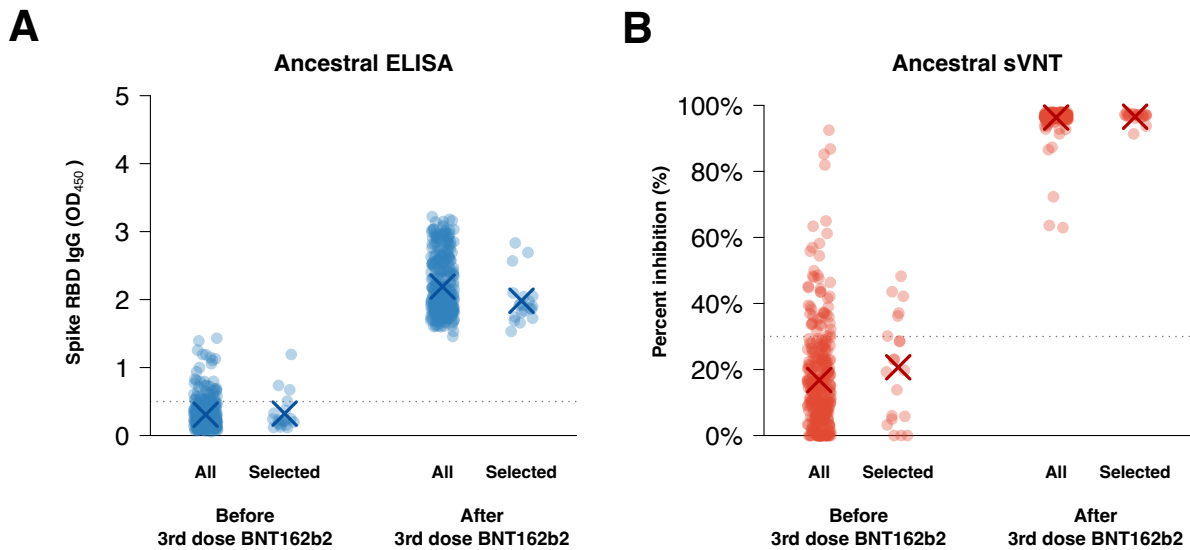 A
Ancestral ELISA
Spike RBD IgG (OD450)
5
4
3
2
1
0
All
Selected
All
Selected
Before
3rd dose BNT162b2
After
3rd dose BNT162b2
B
Ancestral sVNT
Percent inhibition (%)
100%
80%
60%
40%
20%
0%
All
Selected
All
Selected
Before
3rd dose BNT162b2
After
3rd dose BNT162b2